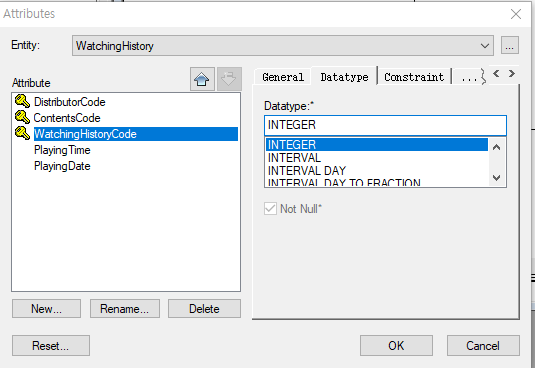 Attributes
Entity:
WatchingHistory
...
Attribute
DistributorCode
ContentsCode
WatchingHistoryCode
PlayingTime
PlayingDate
New...
Rename...
Delete
Reset...
General
Datatype
Constraint
...
Datatype:*
INTEGER
INTEGER
INTERVAL
INTERVAL DAY
INTERVAL DAY TO FRACTION
Not Null*
OK
Cancel